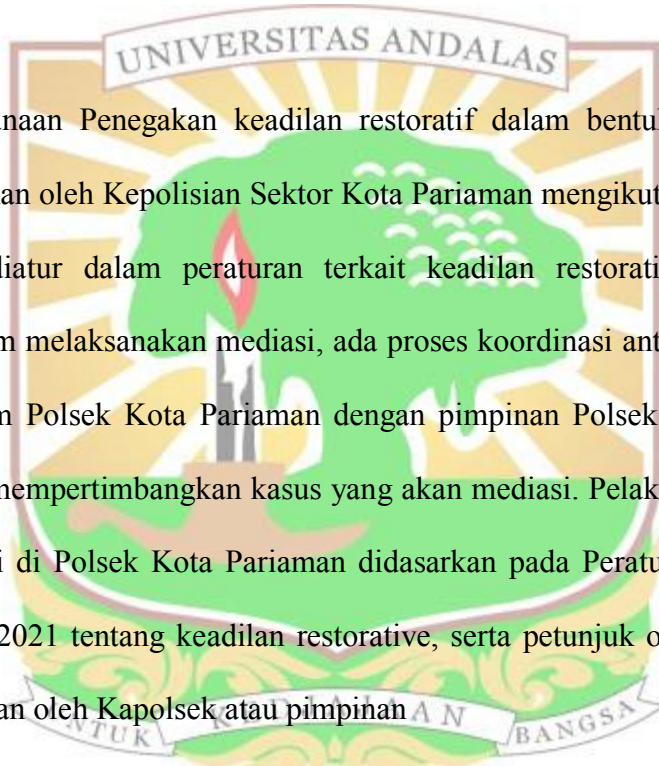 UNIVERSITAS ANDALAS
naan Penegakan keadilan restoratif dalam bentu
an oleh Kepolisian Sektor Kota Pariaman mengikut
diatur dalam peraturan terkait keadilan restorati
m melaksanakan mediasi, ada proses koordinasi ant
m Polsek Kota Pariaman dengan pimpinan Polsek
mempertimbangkan kasus yang akan mediasi. Pelak
i di Polsek Kota Pariaman didasarkan pada Peratu
2021 tentang keadilan restorative, serta petunjuk o
an oleh Kapolsek atau pimpinan
UNTUK KEDJAJAAN BANGSA